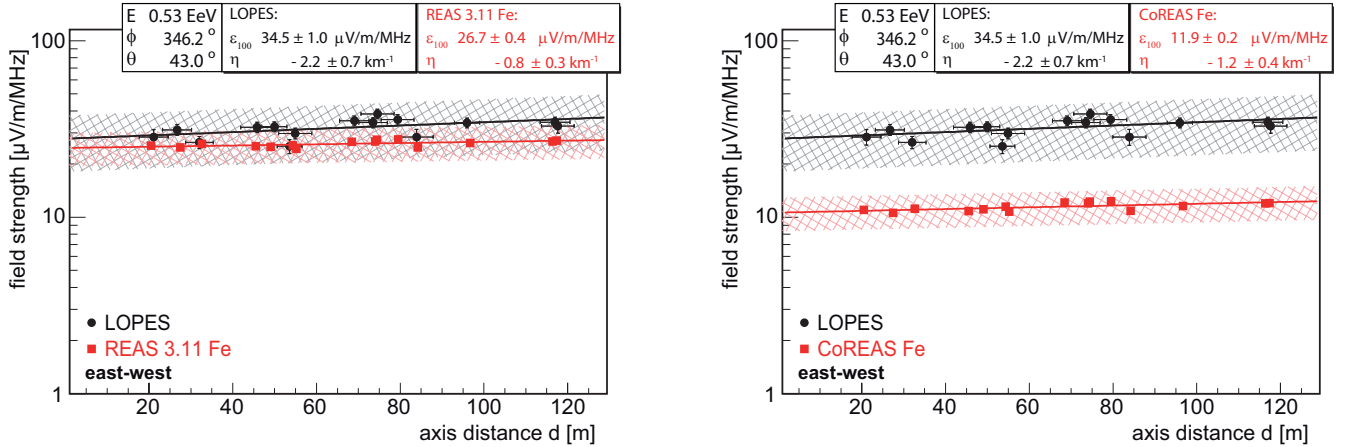 E 0.53 EeV
ϕ 346.2 °
θ 43.0 °
LOPES:
ε100 34.5 ± 1.0 μV/m/MHz
η - 2.2 ± 0.7 km-1
REAS 3.11 Fe:
ε100 26.7 ± 0.4 μV/m/MHz
η - 0.8 ± 0.3 km-1
field strength [μV/m/MHz]
100
10
1
LOPES
REAS 3.11 Fe
east-west
20 40 60 80 100 120
axis distance d [m]
E 0.53 EeV
ϕ 346.2 °
θ 43.0 °
LOPES:
ε100 34.5 ± 1.0 μV/m/MHz
η - 2.2 ± 0.7 km-1
CoREAS Fe:
ε100 11.9 ± 0.2 μV/m/MHz
η - 1.2 ± 0.4 km-1
field strength [μV/m/MHz]
100
10
1
LOPES
CoREAS Fe
east-west
20 40 60 80 100 120
axis distance d [m]